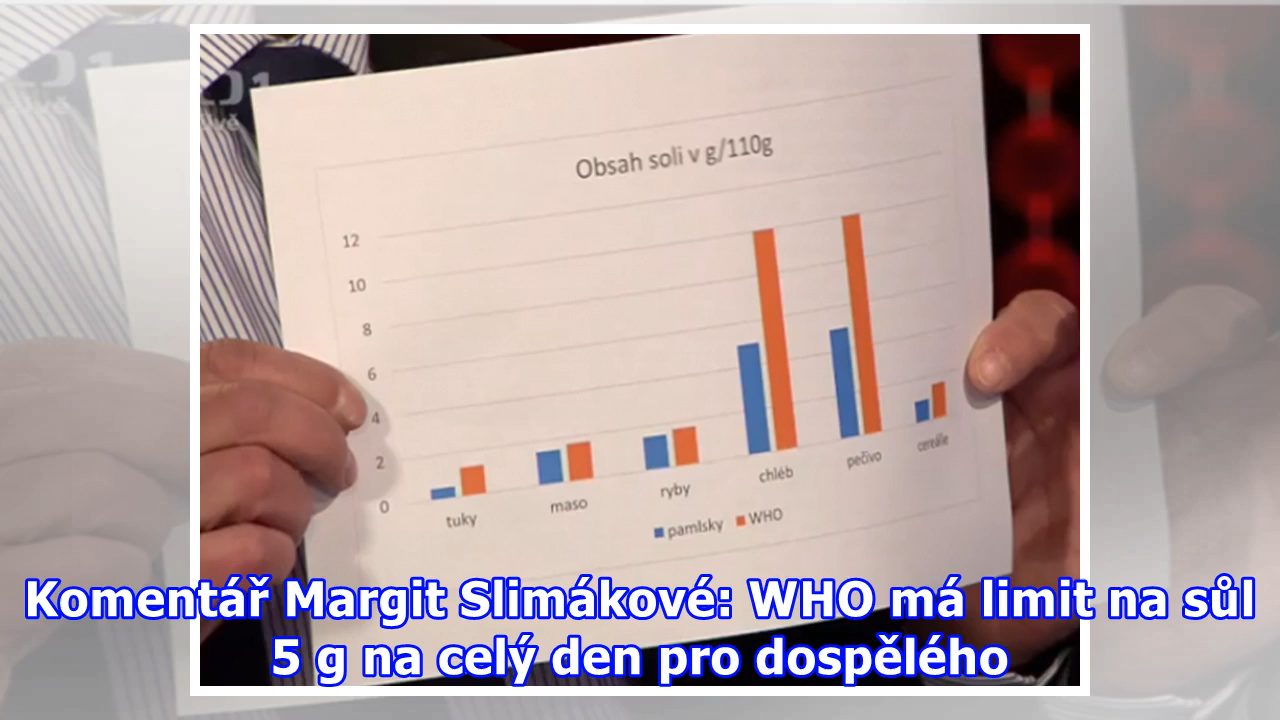 Obsah soli v g/110g
12
10
8
6
4
2
0
tuky maso ryby chléb pečivo cereálie
pamlsky WHO
Komentář Margit Slimákové: WHO má limit na sůl
5 g na celý den pro dospělého